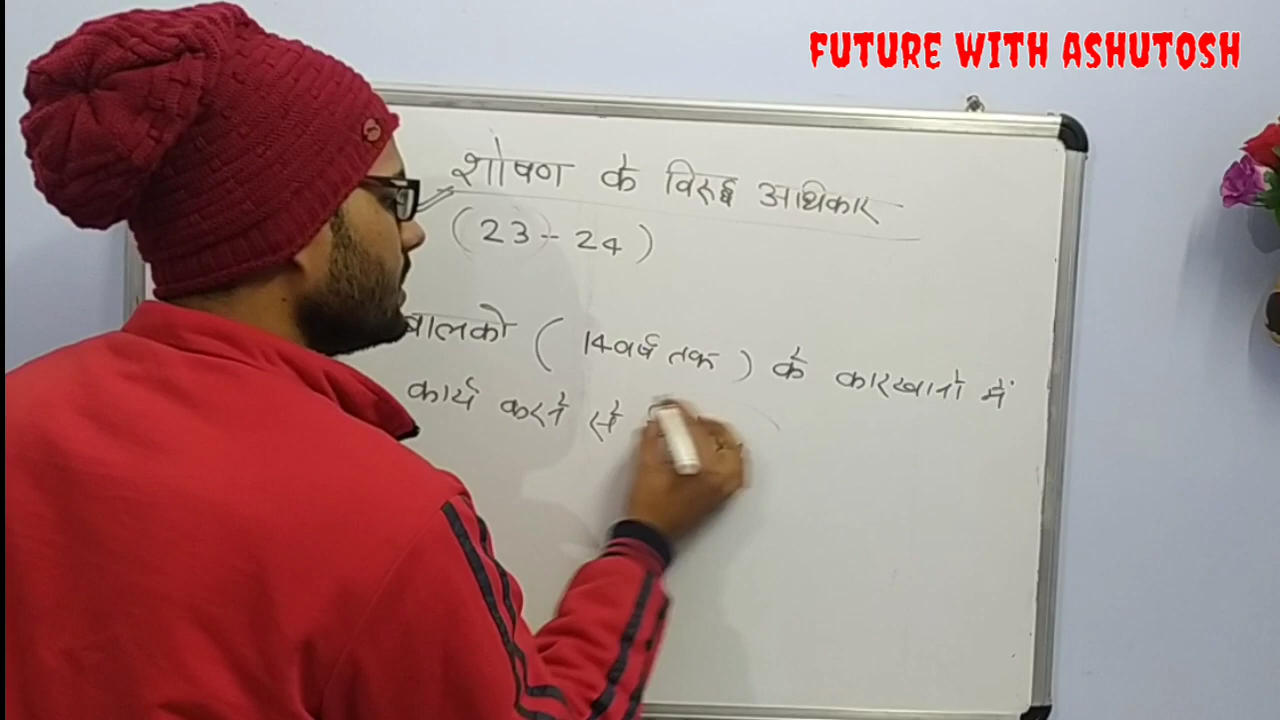 FUTURE WITH ASHUTOSH
शोषण के विरुद्ध अधिकार
(23 - 24)
बालको (14 वर्ष तक) के कारखानो में
कार्य करने से